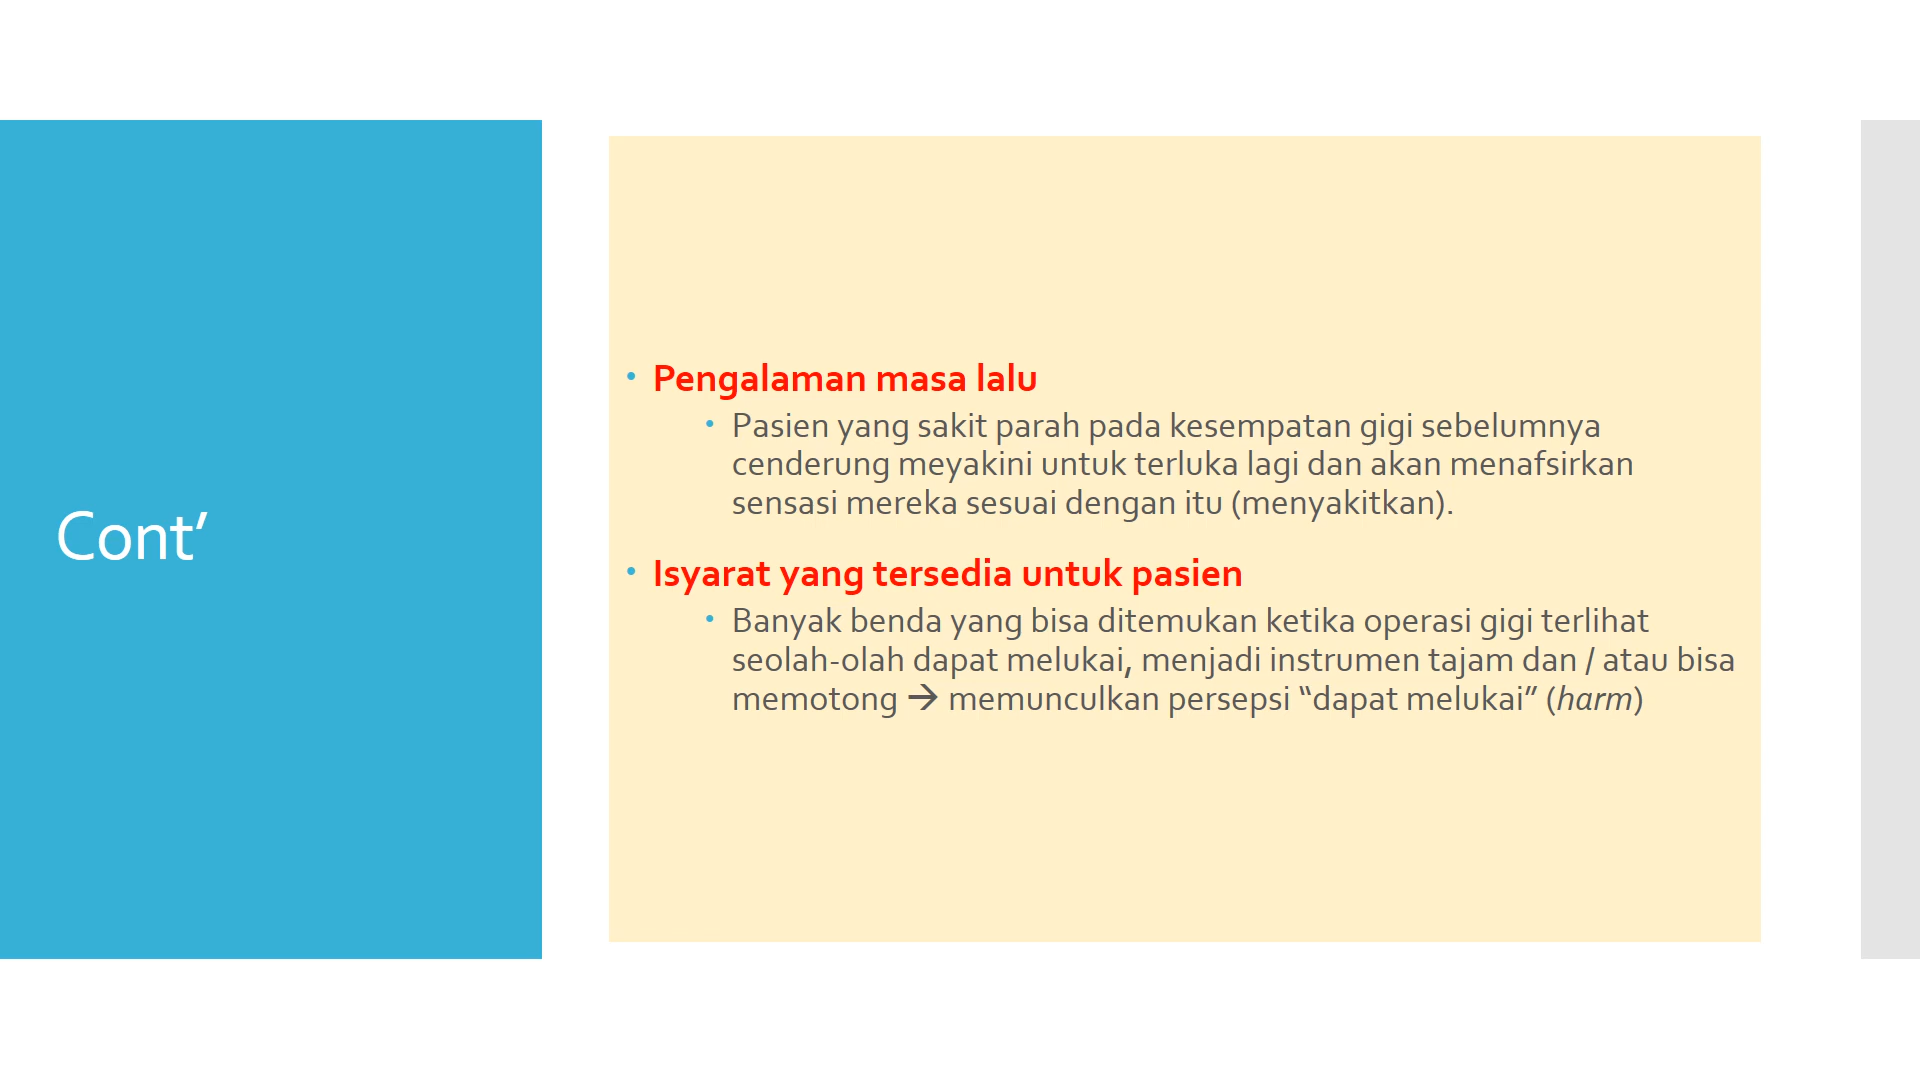 Cont’
• Pengalaman masa lalu
• Pasien yang sakit parah pada kesempatan gigi sebelumnya
cenderung meyakini untuk terluka lagi dan akan menafsirkan
sensasi mereka sesuai dengan itu (menyakitkan).
• Isyarat yang tersedia untuk pasien
• Banyak benda yang bisa ditemukan ketika operasi gigi terlihat
seolah-olah dapat melukai, menjadi instrumen tajam dan / atau bisa
memotong → memunculkan persepsi “dapat melukai” (harm)